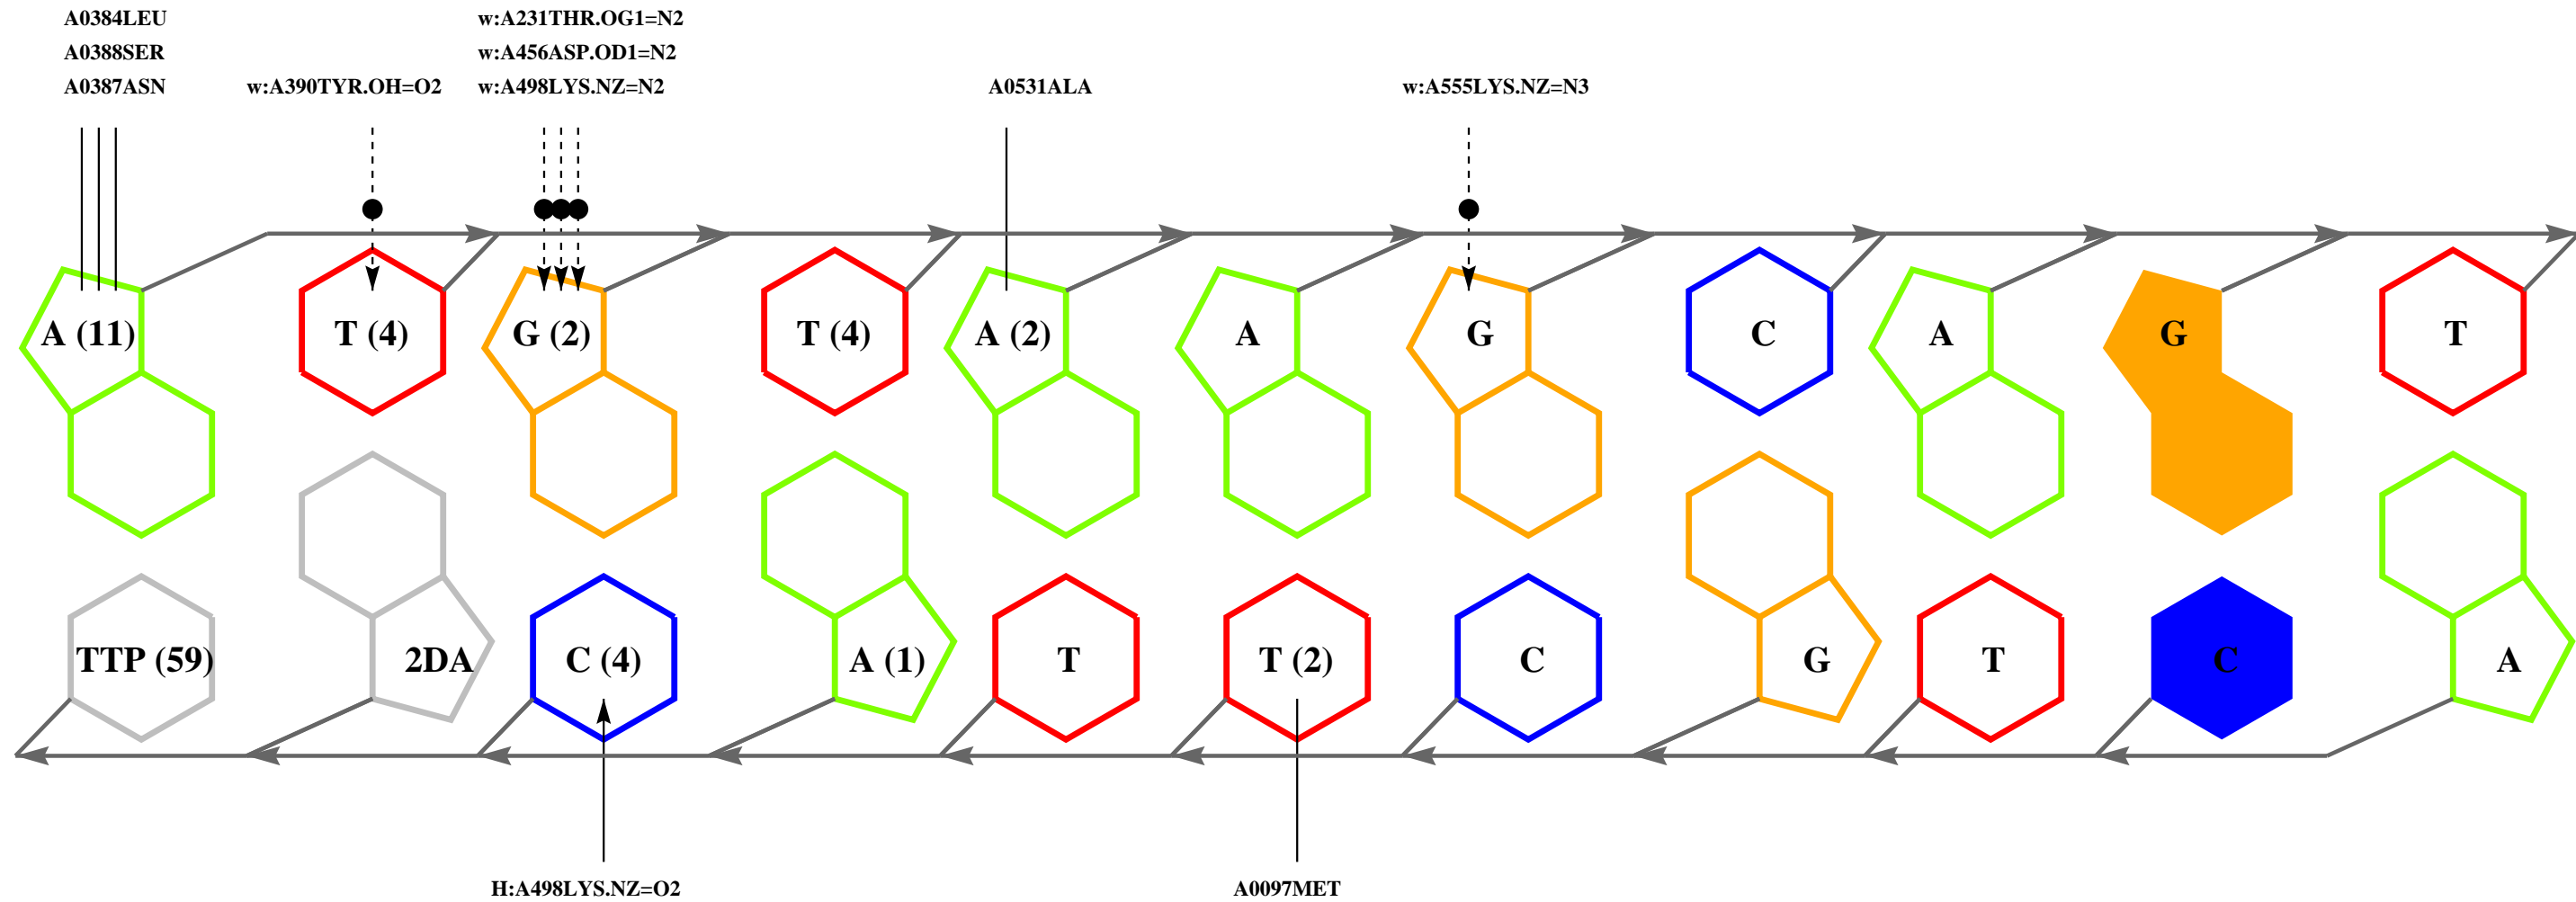 A0384LEU w:A231THR.OG1=N2
A0388SER w:A456ASP.OD1=N2
A0387ASN w:A390TYR.OH=O2 w:A498LYS.NZ=N2 A0531ALA w:A555LYS.NZ=N3
A (11) T (4) G (2) T (4) A (2) A G C A G T
TTP (59) 2DA C (4) A (1) T T (2) C G T C A
H:A498LYS.NZ=O2 A0097MET